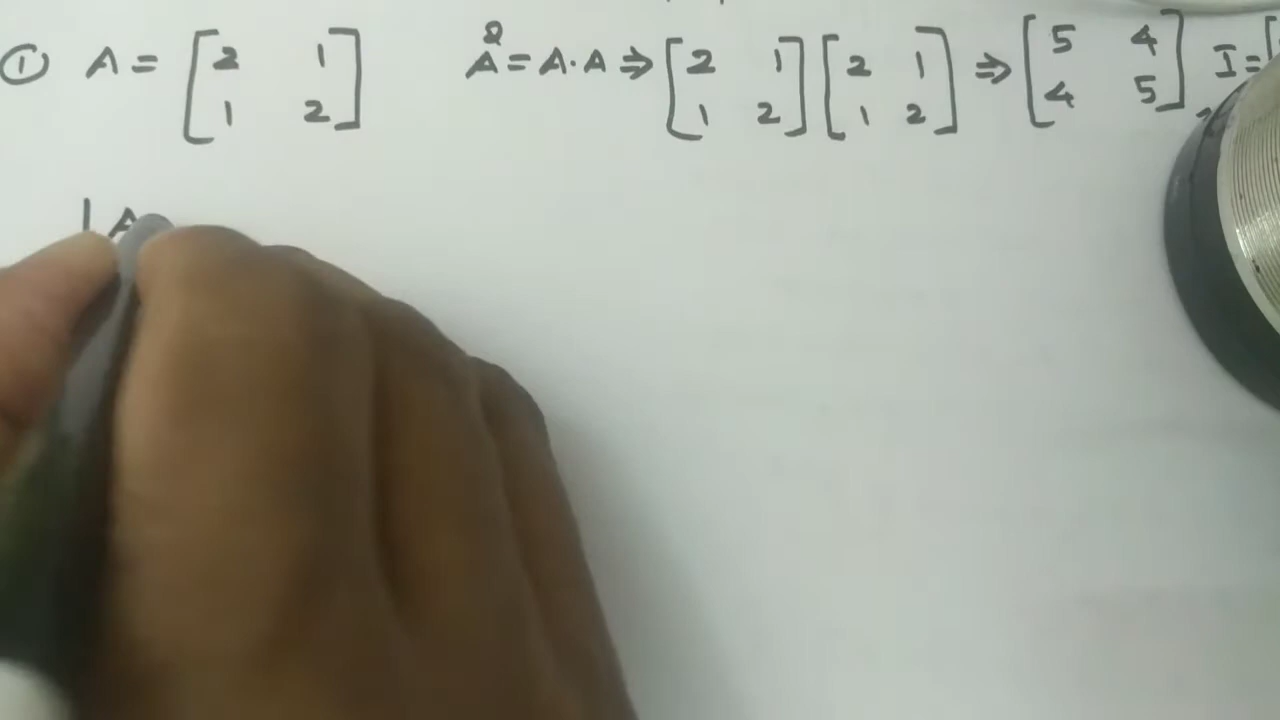 ① A = [2 1; 1 2] A² = A·A ⇒ [2 1; 1 2] [2 1; 1 2] ⇒ [5 4; 4 5], I = [
| A